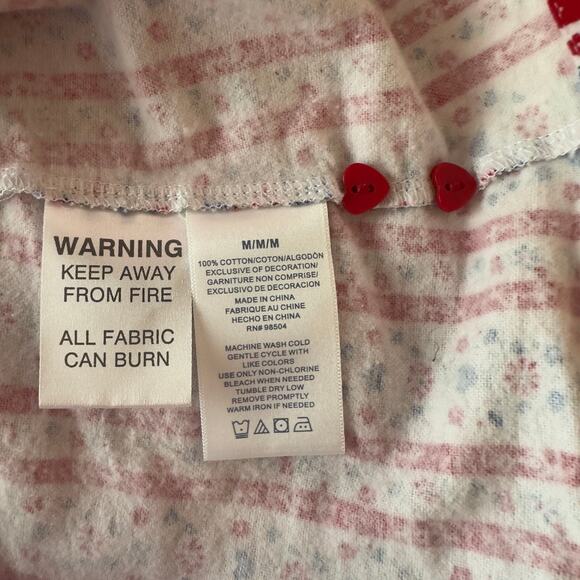 WARNING
KEEP AWAY
FROM FIRE
ALL FABRIC
CAN BURN
M/M/M
100% COTTON/COTON/ALGODÓN
EXCLUSIVE OF DECORATION/
GARNITURE NON COMPRISE/
EXCLUSIVO DE DECORACION
MADE IN CHINA
FABRIQUE AU CHINE
HECHO EN CHINA
RN# 98504
MACHINE WASH COLD
GENTLE CYCLE WITH
LIKE COLORS
USE ONLY NON-CHLORINE
BLEACH WHEN NEEDED
TUMBLE DRY LOW
REMOVE PROMPTLY
WARM IRON IF NEEDED